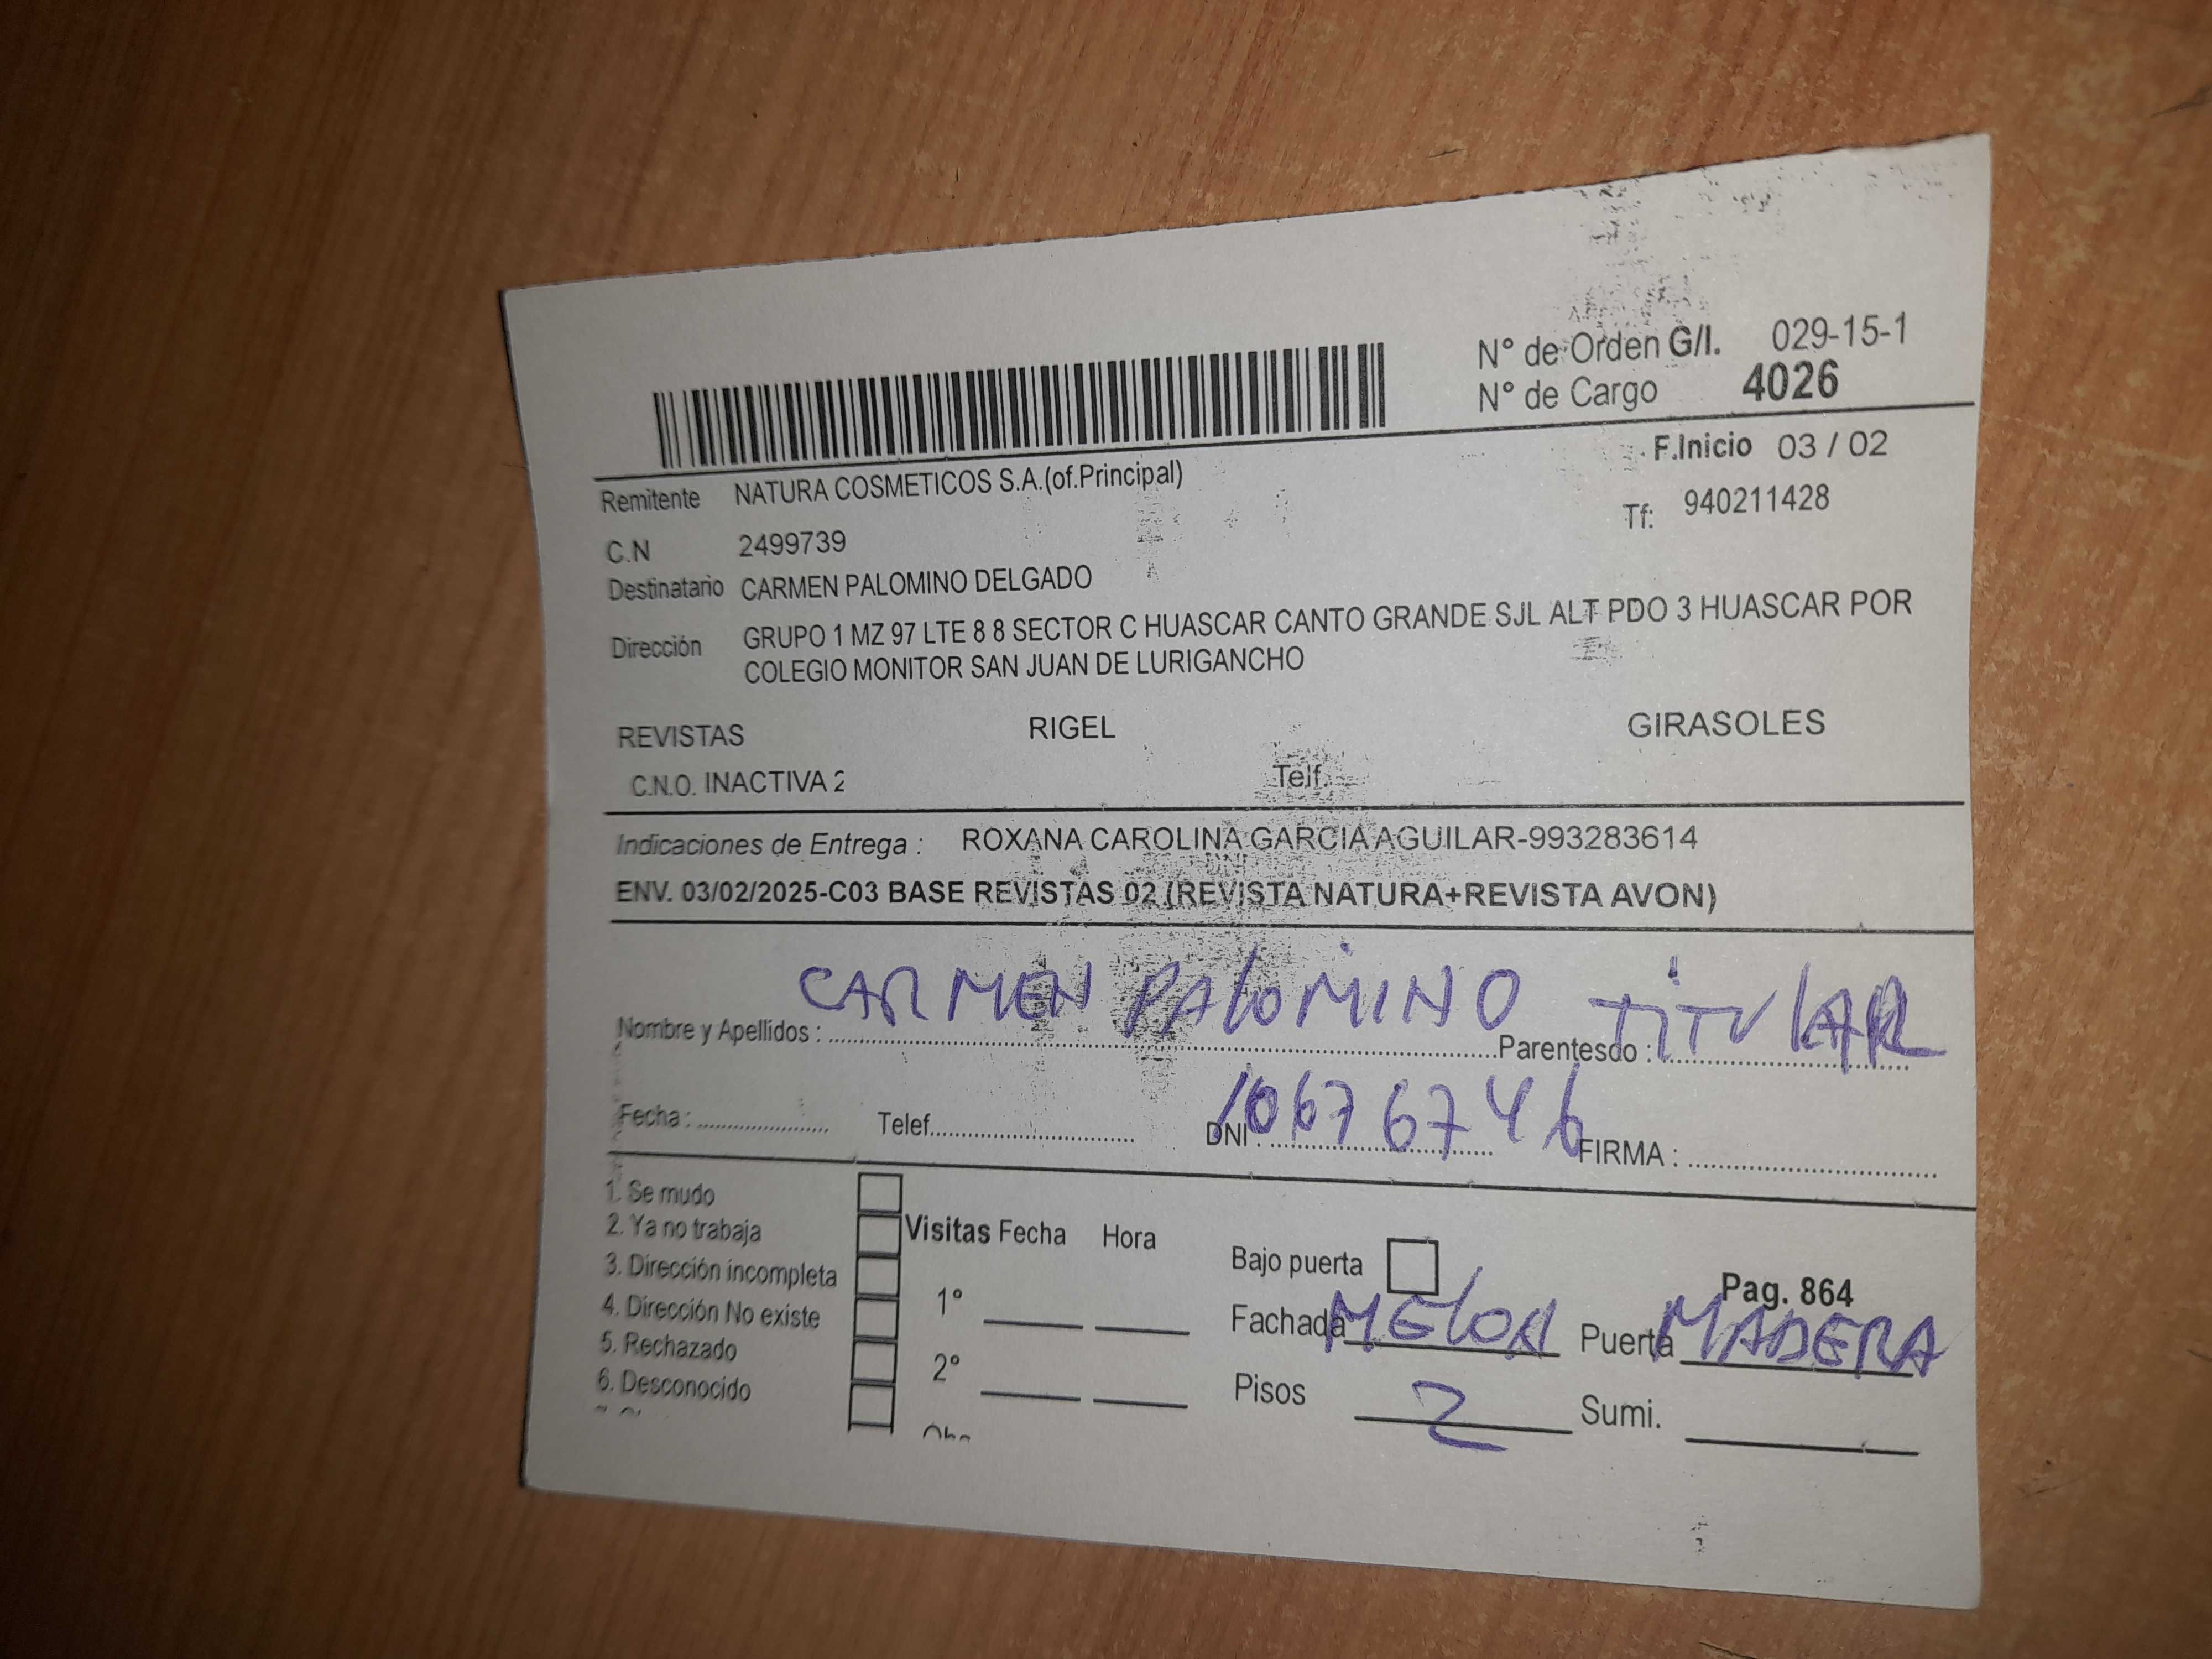 N° de Orden G/I. 029-15-1
N° de Cargo 4026
F.Inicio 03 / 02
Remitente NATURA COSMETICOS S.A.(of.Principal)
Tf: 940211428
C.N 2499739
Destinatario CARMEN PALOMINO DELGADO
Dirección GRUPO 1 MZ 97 LTE 8 8 SECTOR C HUASCAR CANTO GRANDE SJL ALT PDO 3 HUASCAR POR
COLEGIO MONITOR SAN JUAN DE LURIGANCHO
REVISTAS RIGEL GIRASOLES
C.N.O. INACTIVA 2 Telf.
Indicaciones de Entrega : ROXANA CAROLINA GARCIA AGUILAR-993283614
ENV. 03/02/2025-C03 BASE REVISTAS 02 (REVISTA NATURA+REVISTA AVON)
Nombre y Apellidos : CARMEN PALOMINO Parentesco : TITULAR
Fecha : Telef. DNI : 10676746 FIRMA :
1. Se mudo
2. Ya no trabaja
3. Dirección incompleta
4. Dirección No existe
5. Rechazado
6. Desconocido
Visitas Fecha Hora
1°
2°
Bajo puerta
Pag. 864
Fachada MELON Puerta MADERA
Pisos 2 Sumi.